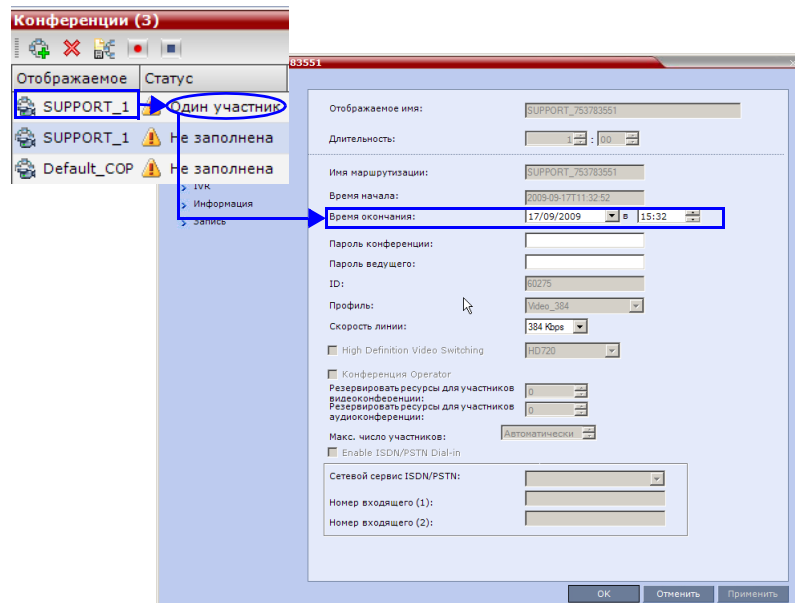 Конференции (3)
Отображаемое Статус
SUPPORT_1 Один участник
SUPPORT_1 Не заполнена
Default_COP Не заполнена
83551
IVR
Информация
Запись
Отображаемое имя: SUPPORT_753783551
Длительность: 1 : 00
Имя маршрутизации: SUPPORT_753783551
Время начала: 2009-09-17T11:32:52
Время окончания: 17/09/2009 в 15:32
Пароль конференции:
Пароль ведущего:
ID: 60275
Профиль: Video_384
Скорость линии: 384 Kbps
High Definition Video Switching HD720
Конференция Operator
Резервировать ресурсы для участников
видеоконференции: 0
Резервировать ресурсы для участников
аудиоконференции: 0
Макс. число участников: Автоматически
Enable ISDN/PSTN Dial-in
Сетевой сервис ISDN/PSTN:
Номер входящего (1):
Номер входящего (2):
OK Отменить Применить